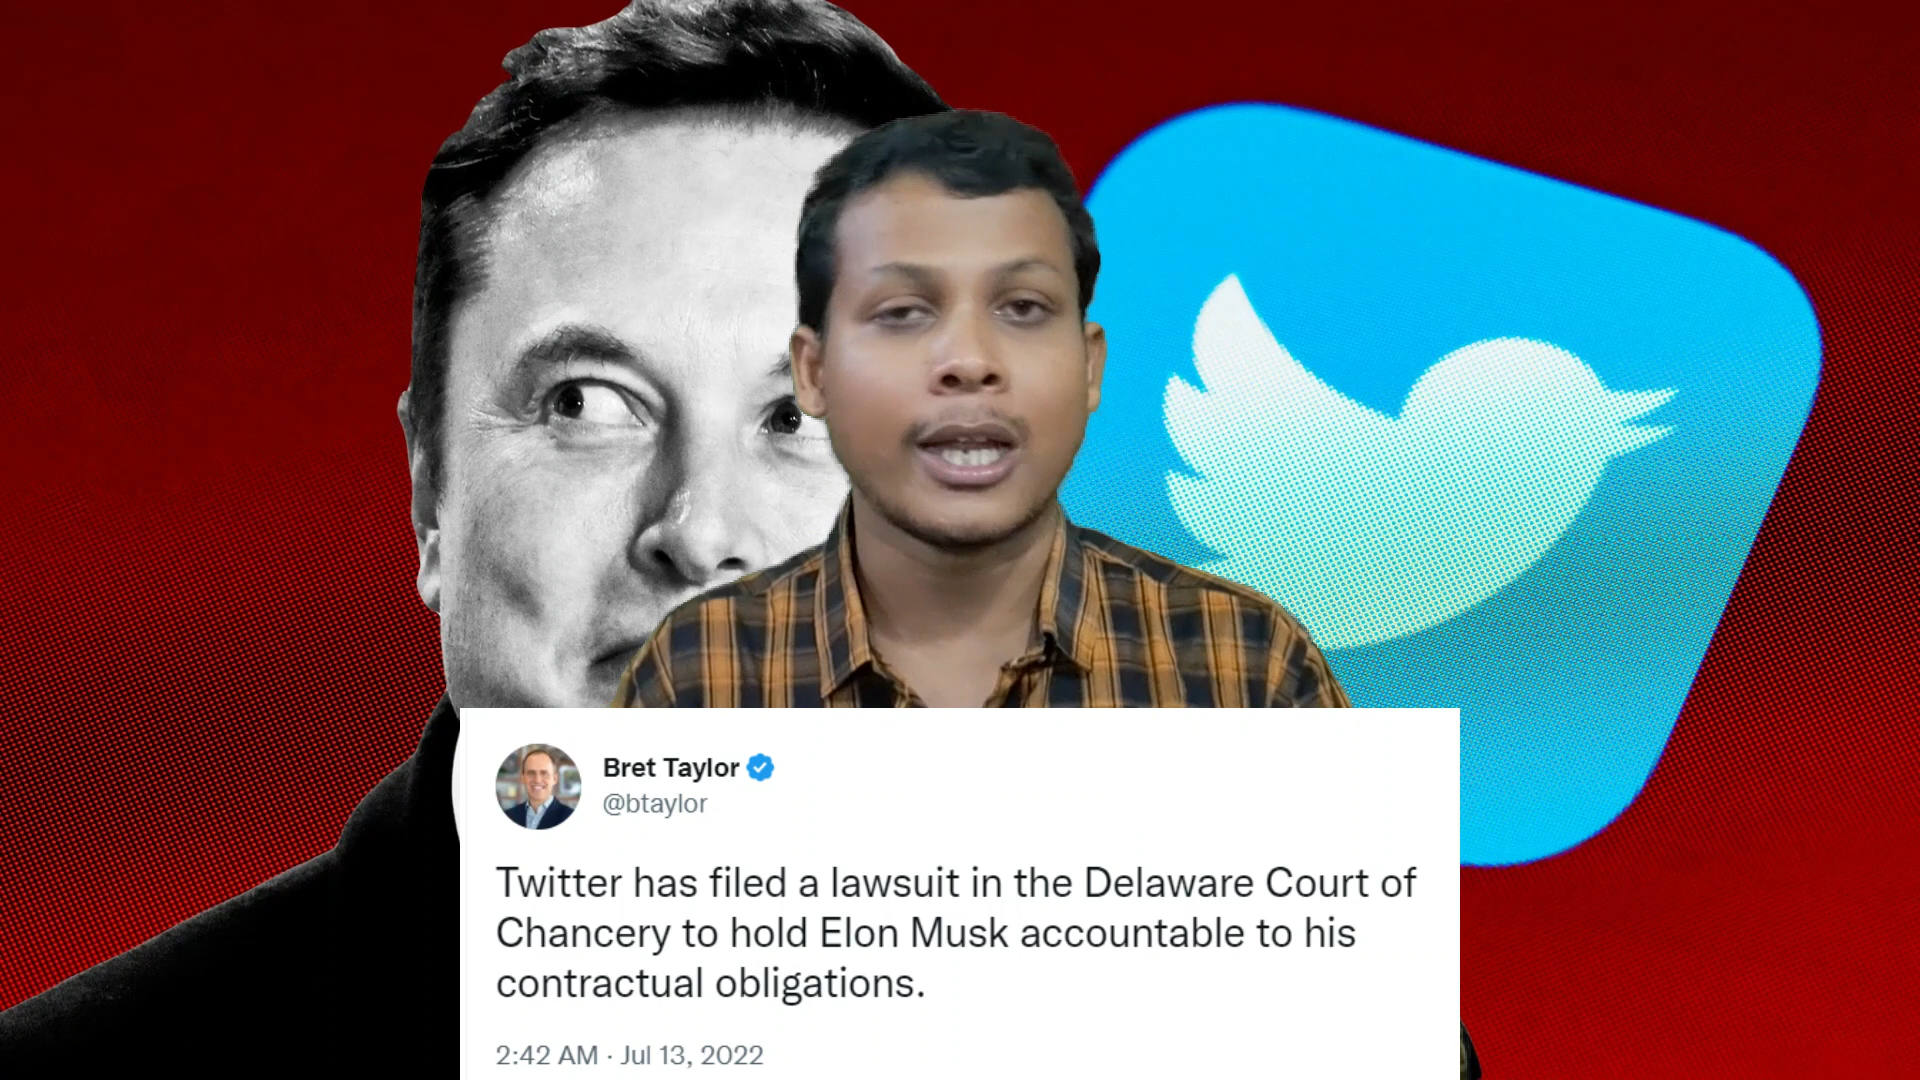 Bret Taylor
@btaylor
Twitter has filed a lawsuit in the Delaware Court of
Chancery to hold Elon Musk accountable to his
contractual obligations.
2:42 AM · Jul 13, 2022